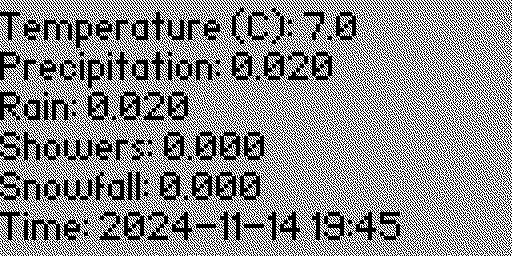 Temperature (C): 7.0
Precipitation: 0.020
Rain: 0.020
Showers: 0.000
Snowfall: 0.000
Time: 2024-11-14 19:45